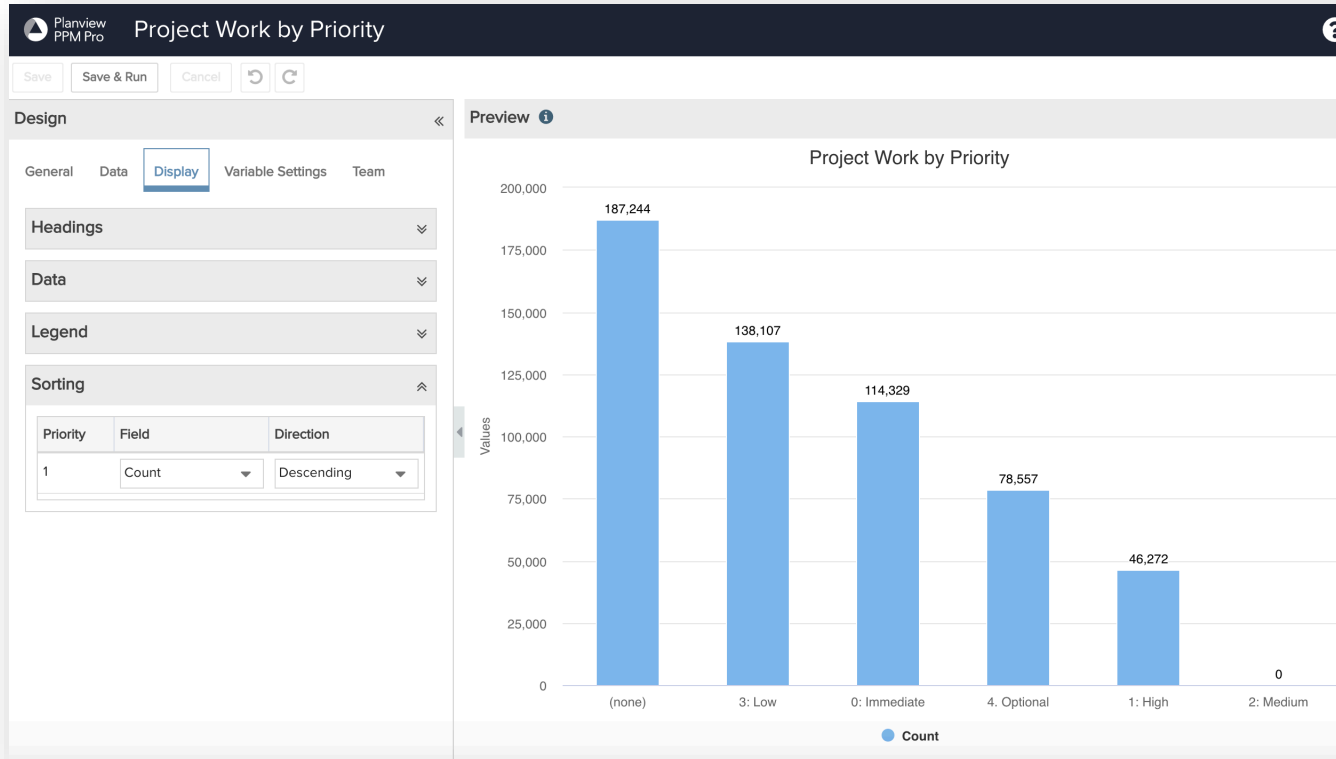 Planview
PPM Pro
Project Work by Priority
?
Save
Save & Run
Cancel
Design
Preview
i
General Data Display Variable Settings Team
Headings
Data
Legend
Sorting
Priority Field Direction
1 Count Descending
Project Work by Priority
Values
200,000
175,000
150,000
125,000
100,000
75,000
50,000
25,000
0
187,244
138,107
114,329
78,557
46,272
0
(none) 3: Low 0: Immediate 4. Optional 1: High 2: Medium
Count